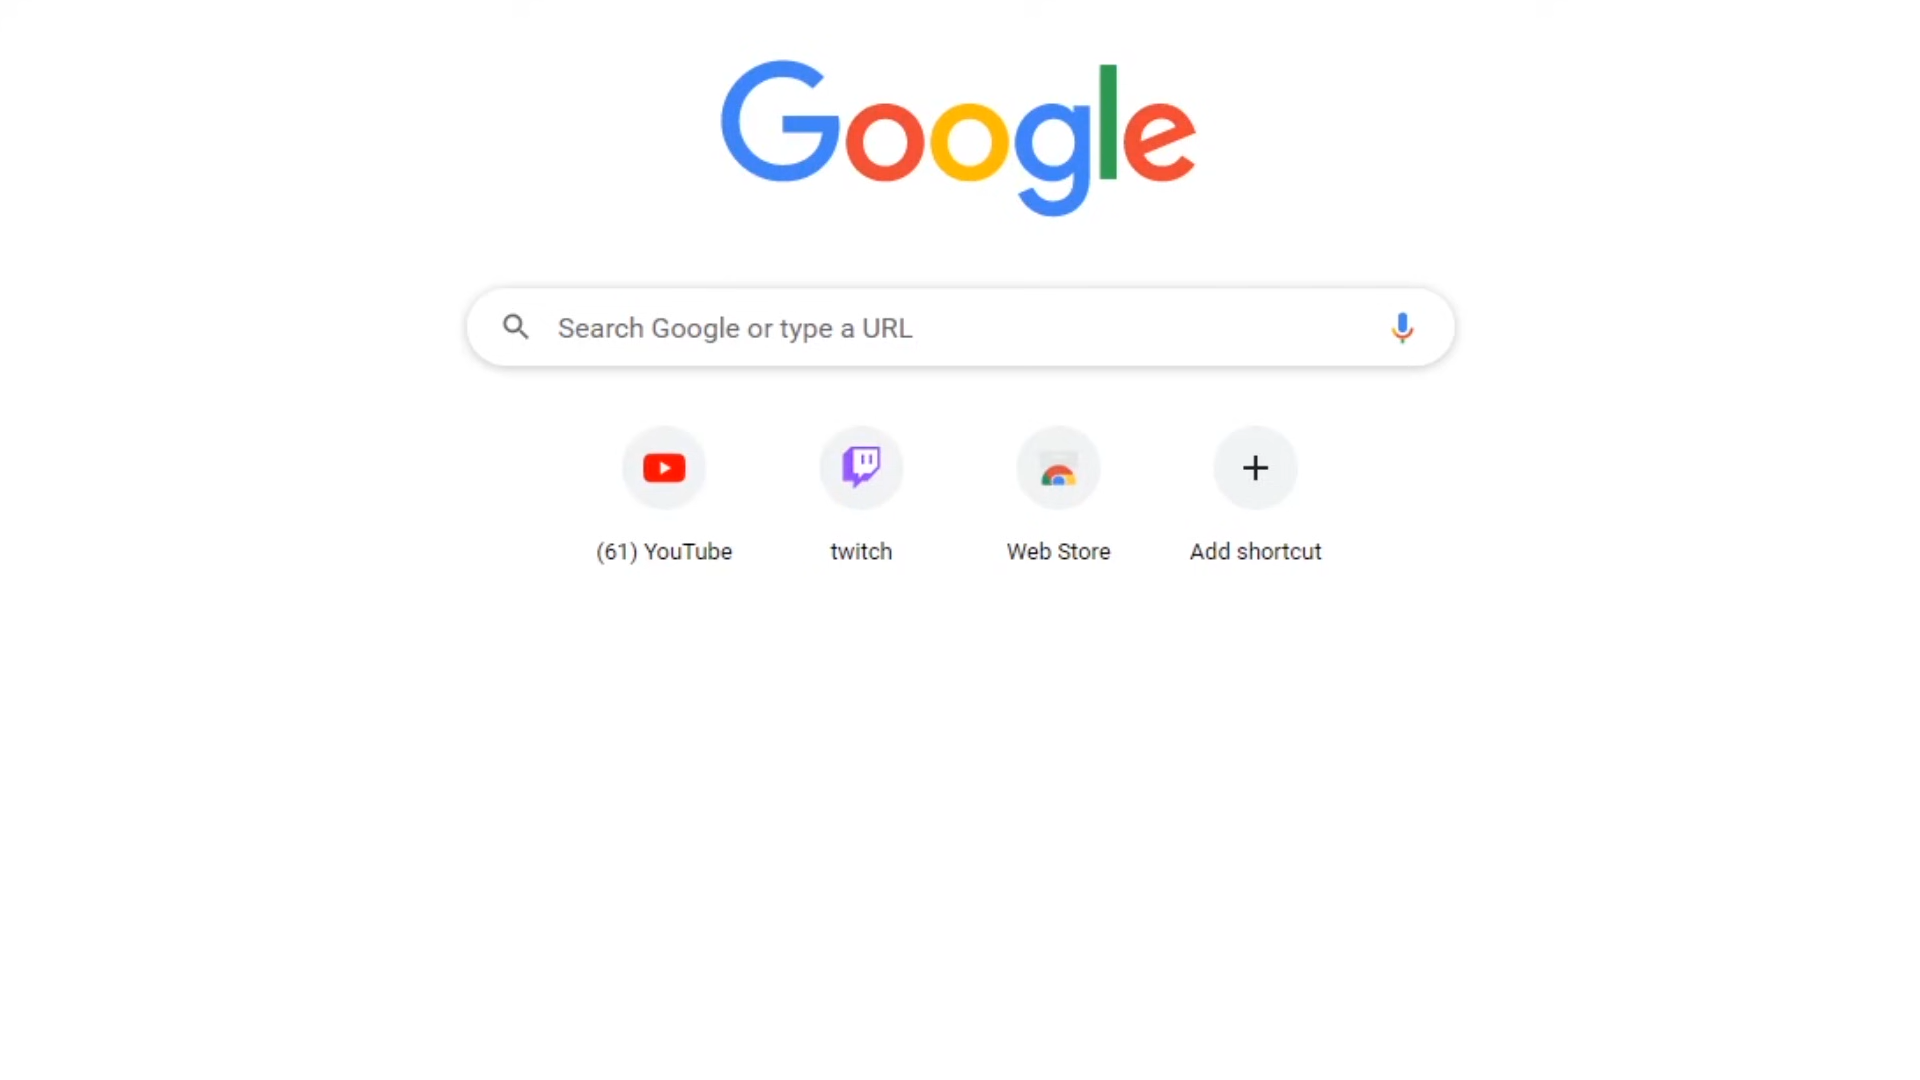 Google
Search Google or type a URL
(61) YouTube
twitch
Web Store
Add shortcut